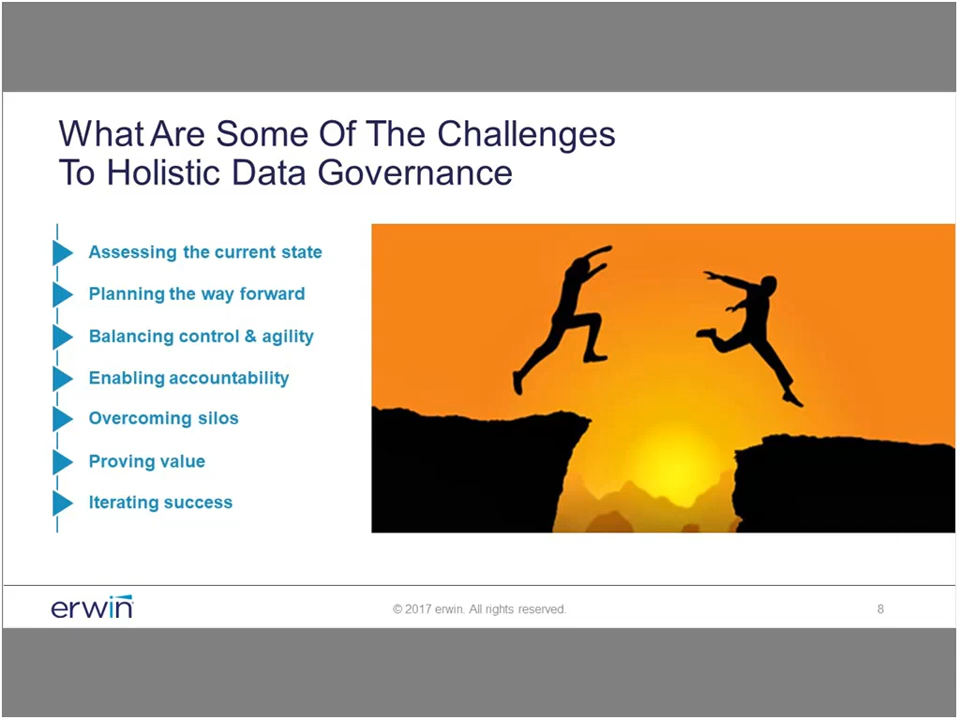 What Are Some Of The Challenges
To Holistic Data Governance
Assessing the current state
Planning the way forward
Balancing control & agility
Enabling accountability
Overcoming silos
Proving value
Iterating success
erwin
© 2017 erwin. All rights reserved.
8